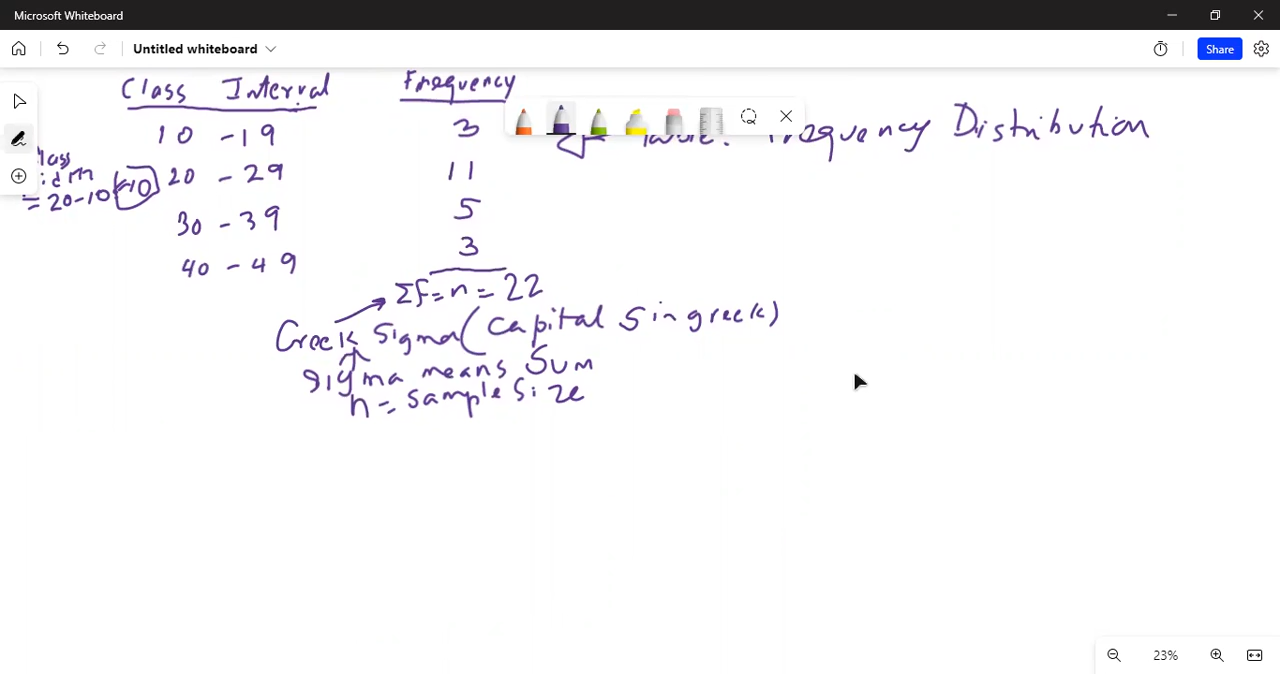 Microsoft Whiteboard
Untitled whiteboard
Share
Class Interval Frequency
Frequency Distribution
10 - 19 3
20 - 29 11
= 20-10 = 10
30 - 39 5
40 - 49 3
Σf = n = 22
Greek Sigma (Capital S in greek)
sigma means Sum
n = sample size
23%